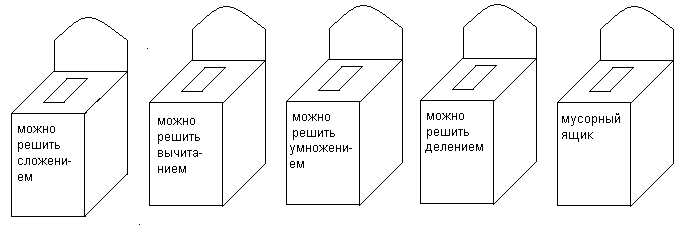 можно
решить
сложени-
ем
можно
решить
вычита-
нием
можно
решить
умножени-
ем
можно
решить
делением
мусорный
ящик